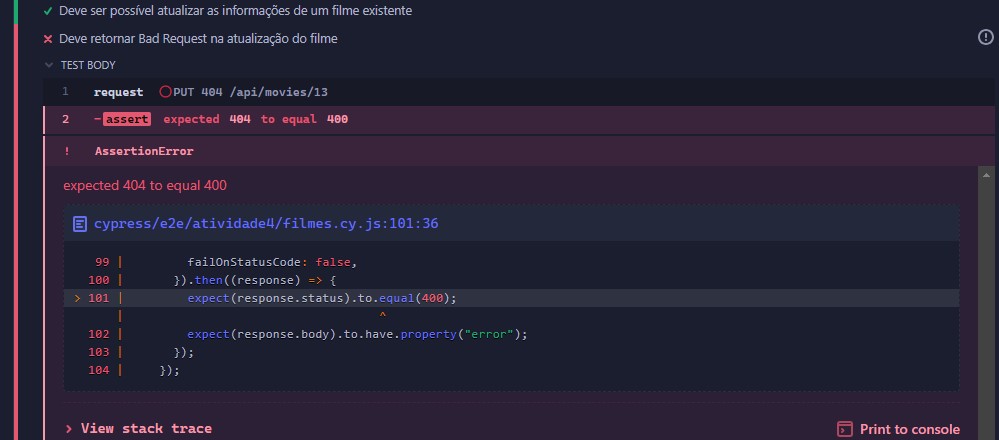 Deve ser possível atualizar as informações de um filme existente
Deve retornar Bad Request na atualização do filme
TEST BODY
1 request PUT 404 /api/movies/13
2 -assert expected 404 to equal 400
! AssertionError
expected 404 to equal 400
cypress/e2e/atividade4/filmes.cy.js:101:36
99 | failOnStatusCode: false,
100 | }).then((response) => {
> 101 | expect(response.status).to.equal(400);
| ^
102 | expect(response.body).to.have.property("error");
103 | });
104 | });
> View stack trace
Print to console